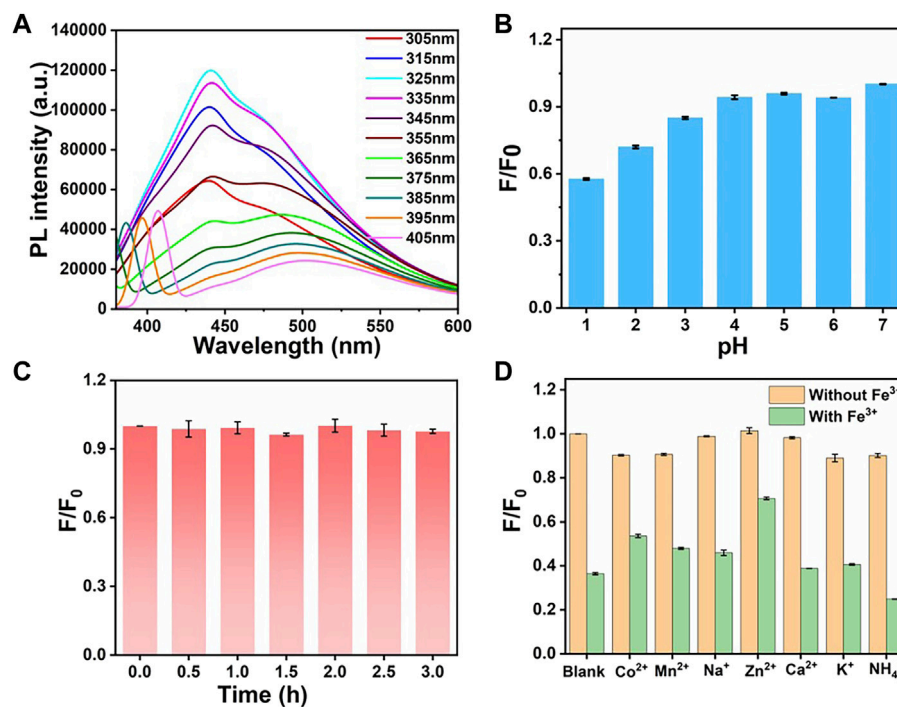 A
140000
120000
100000
80000
60000
40000
20000
0
PL intensity (a.u.)
400
450
500
550
600
Wavelength (nm)
305nm
315nm
325nm
335nm
345nm
355nm
365nm
375nm
385nm
395nm
405nm
B
1.2
0.9
0.6
0.3
0.0
F/F0
1 2 3 4 5 6 7
pH
C
1.2
0.9
0.6
0.3
0.0
F/F₀
0.0 0.5 1.0 1.5 2.0 2.5 3.0
Time (h)
D
1.2
1.0
0.8
0.6
0.4
0.2
0.0
F/F₀
Without Fe³⁺
With Fe³⁺
Blank Co²⁺ Mn²⁺ Na⁺ Zn²⁺ Ca²⁺ K⁺ NH₄